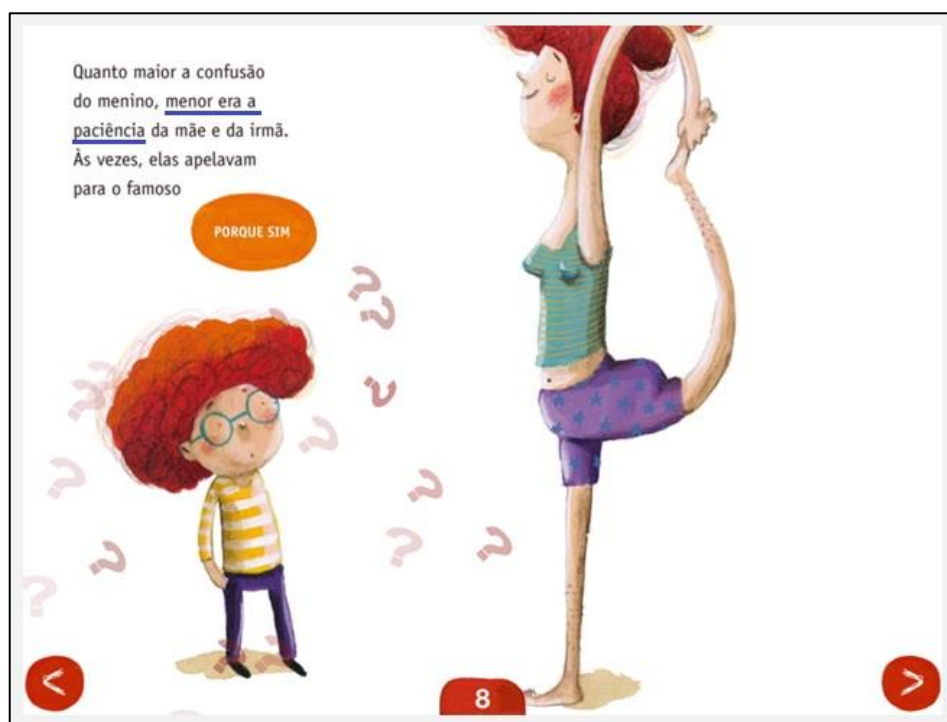 Quanto maior a confusão
do menino, menor era a
paciência da mãe e da irmã.
Às vezes, elas apelavam
para o famoso
PORQUE SIM
? ? ? ? ? ? ? ? ? ? ? ? ?
< 8 >